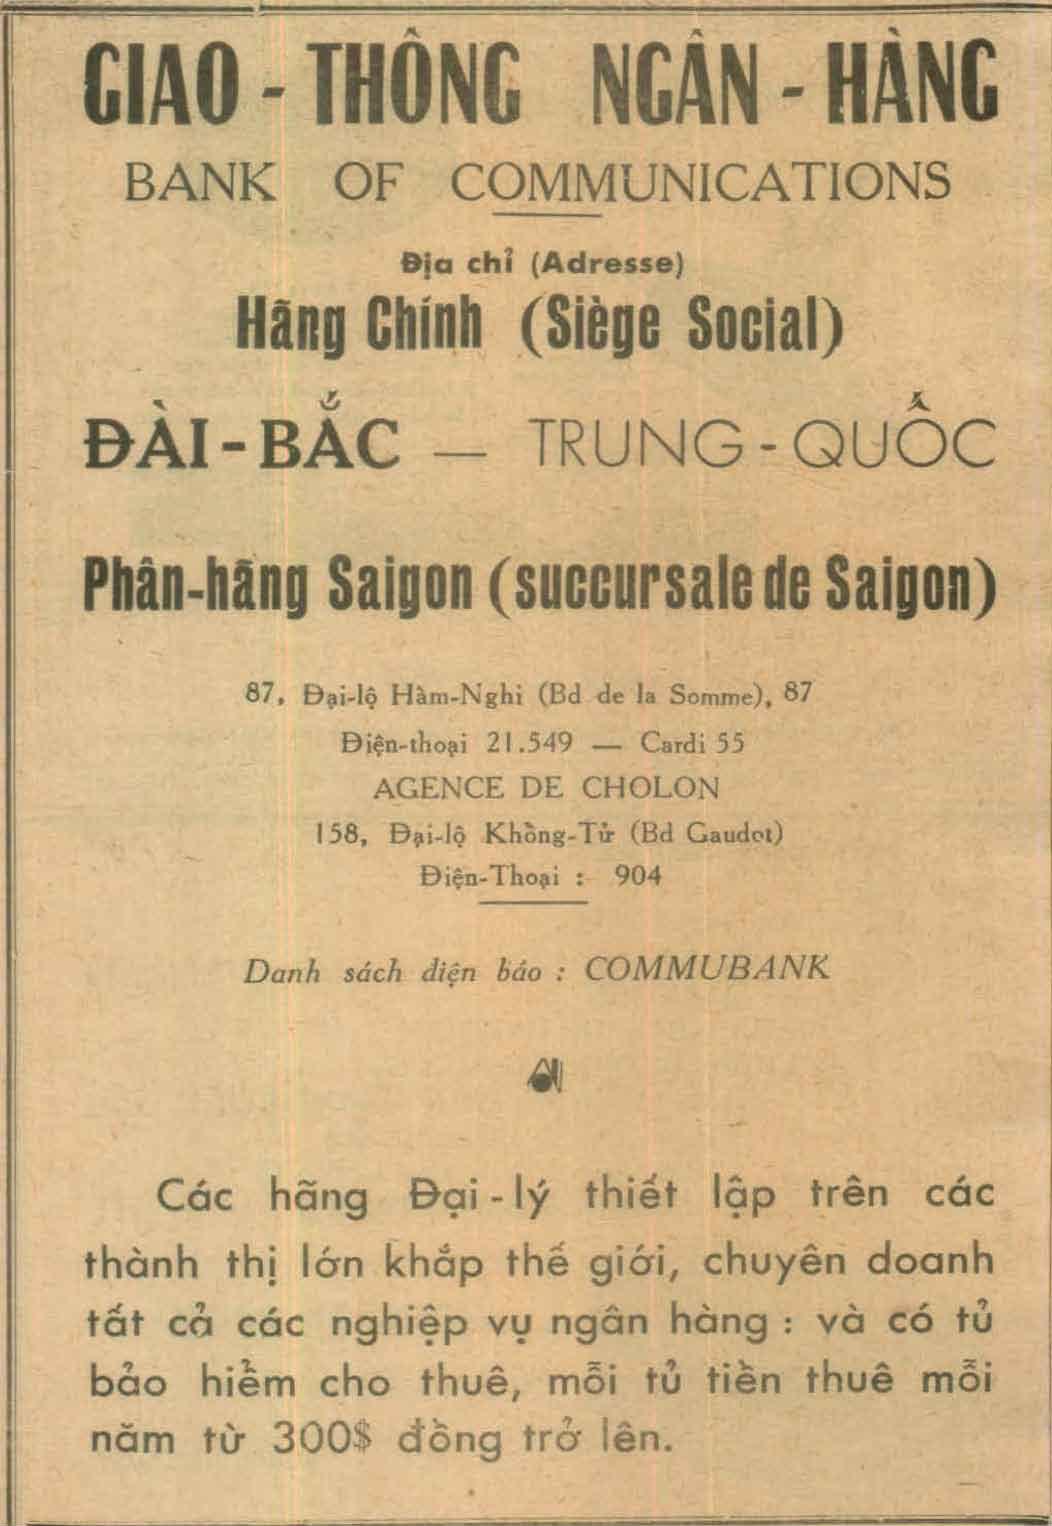 GIAO - THÔNG NGÂN - HÀNG
BANK OF COMMUNICATIONS
Địa chỉ (Adresse)
Hãng Chính (Siège Social)
ĐÀI - BẮC — TRUNG - QUỐC
Phân-hãng Saigon (succursale de Saigon)
87, Đại-lộ Hàm-Nghi (Bd de la Somme), 87
Điện-thoại 21.549 — Cardi 55
AGENCE DE CHOLON
158, Đại-lộ Khổng-Tử (Bd Gaudot)
Điện-Thoại : 904
Danh sách điện báo : COMMUBANK
Các hãng Đại - lý thiết lập trên các
thành thị lớn khắp thế giới, chuyên doanh
tất cả các nghiệp vụ ngân hàng : và có tủ
bảo hiểm cho thuê, mỗi tủ tiền thuê mỗi
năm từ 300$ đồng trở lên.